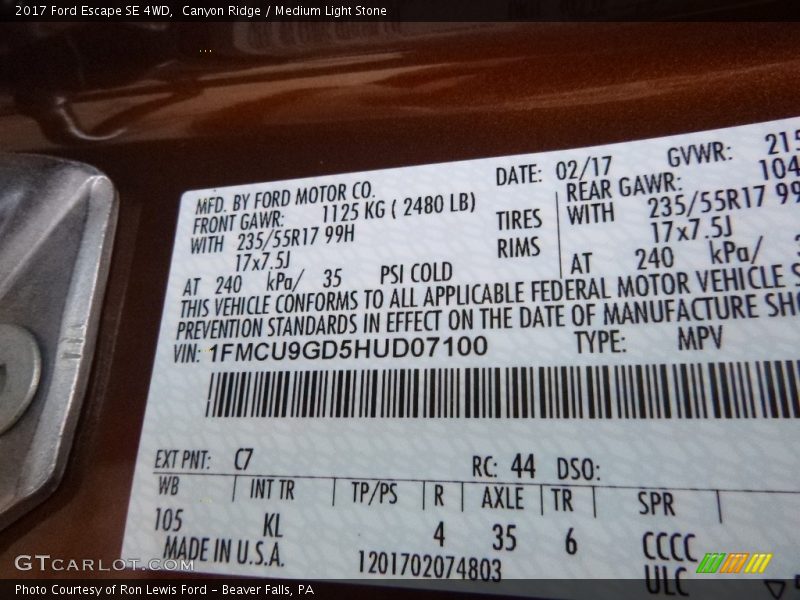 2017 Ford Escape SE 4WD, Canyon Ridge / Medium Light Stone
MFD. BY FORD MOTOR CO. DATE: 02/17 GVWR: 215
FRONT GAWR: 1125 KG ( 2480 LB) REAR GAWR: 104
WITH 235/55R17 99H TIRES WITH 235/55R17 99
17x7.5J RIMS 17x7.5J
AT 240 kPa/ 35 PSI COLD AT 240 kPa/
THIS VEHICLE CONFORMS TO ALL APPLICABLE FEDERAL MOTOR VEHICLE S
PREVENTION STANDARDS IN EFFECT ON THE DATE OF MANUFACTURE SHO
VIN: 1FMCU9GD5HUD07100 TYPE: MPV
EXT PNT: C7 RC: 44 DSO:
WB INT TR TP/PS R AXLE TR SPR
105 KL 4 35 6 CCCC
MADE IN U.S.A. 1201702074803 ULC
GTCARLOT.COM
Photo Courtesy of Ron Lewis Ford - Beaver Falls, PA